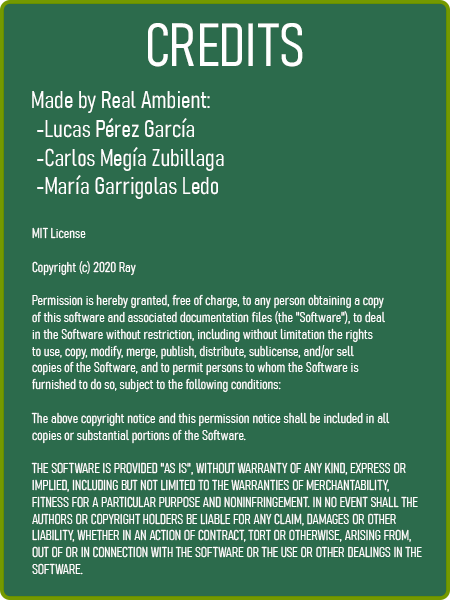 CREDITS
Made by Real Ambient:
-Lucas Pérez García
-Carlos Megía Zubillaga
-María Garrigolas Ledo
MIT License
Copyright (c) 2020 Ray
Permission is hereby granted, free of charge, to any person obtaining a copy
of this software and associated documentation files (the "Software"), to deal
in the Software without restriction, including without limitation the rights
to use, copy, modify, merge, publish, distribute, sublicense, and/or sell
copies of the Software, and to permit persons to whom the Software is
furnished to do so, subject to the following conditions:
The above copyright notice and this permission notice shall be included in all
copies or substantial portions of the Software.
THE SOFTWARE IS PROVIDED "AS IS", WITHOUT WARRANTY OF ANY KIND, EXPRESS OR
IMPLIED, INCLUDING BUT NOT LIMITED TO THE WARRANTIES OF MERCHANTABILITY,
FITNESS FOR A PARTICULAR PURPOSE AND NONINFRINGEMENT. IN NO EVENT SHALL THE
AUTHORS OR COPYRIGHT HOLDERS BE LIABLE FOR ANY CLAIM, DAMAGES OR OTHER
LIABILITY, WHETHER IN AN ACTION OF CONTRACT, TORT OR OTHERWISE, ARISING FROM,
OUT OF OR IN CONNECTION WITH THE SOFTWARE OR THE USE OR OTHER DEALINGS IN THE
SOFTWARE.